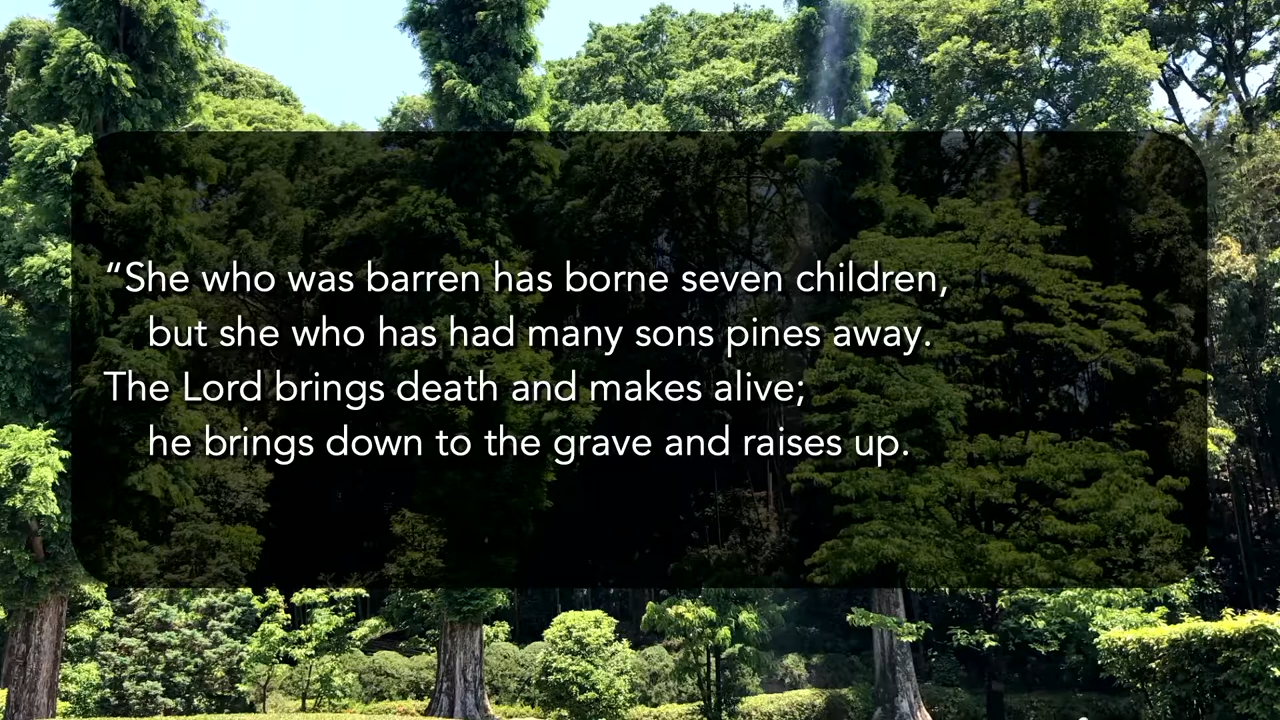 “She who was barren has borne seven children,
but she who has had many sons pines away.
The Lord brings death and makes alive;
he brings down to the grave and raises up.